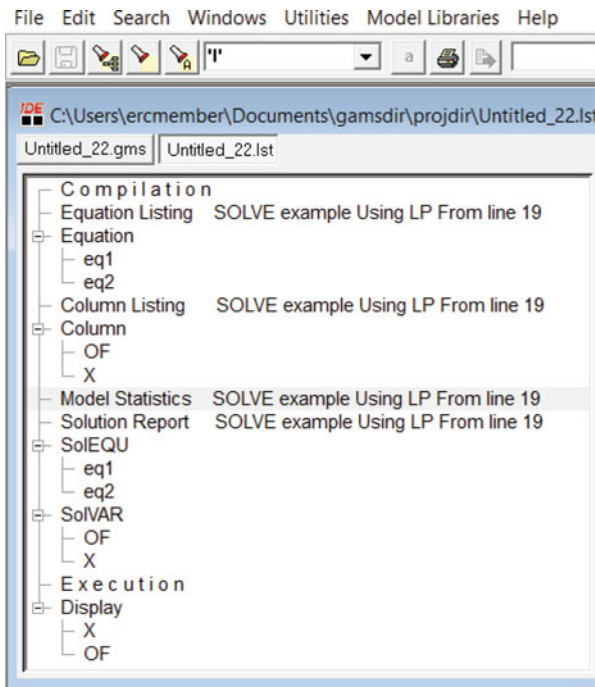 File Edit Search Windows Utilities Model Libraries Help
A "I" a
IDE C:\Users\ercmember\Documents\gamsdir\projdir\Untitled_22.lst
Untitled_22.gms Untitled_22.lst
C o m p i l a t i o n
Equation Listing SOLVE example Using LP From line 19
Equation
eq1
eq2
Column Listing SOLVE example Using LP From line 19
Column
OF
X
Model Statistics SOLVE example Using LP From line 19
Solution Report SOLVE example Using LP From line 19
SolEQU
eq1
eq2
SolVAR
OF
X
E x e c u t i o n
Display
X
OF